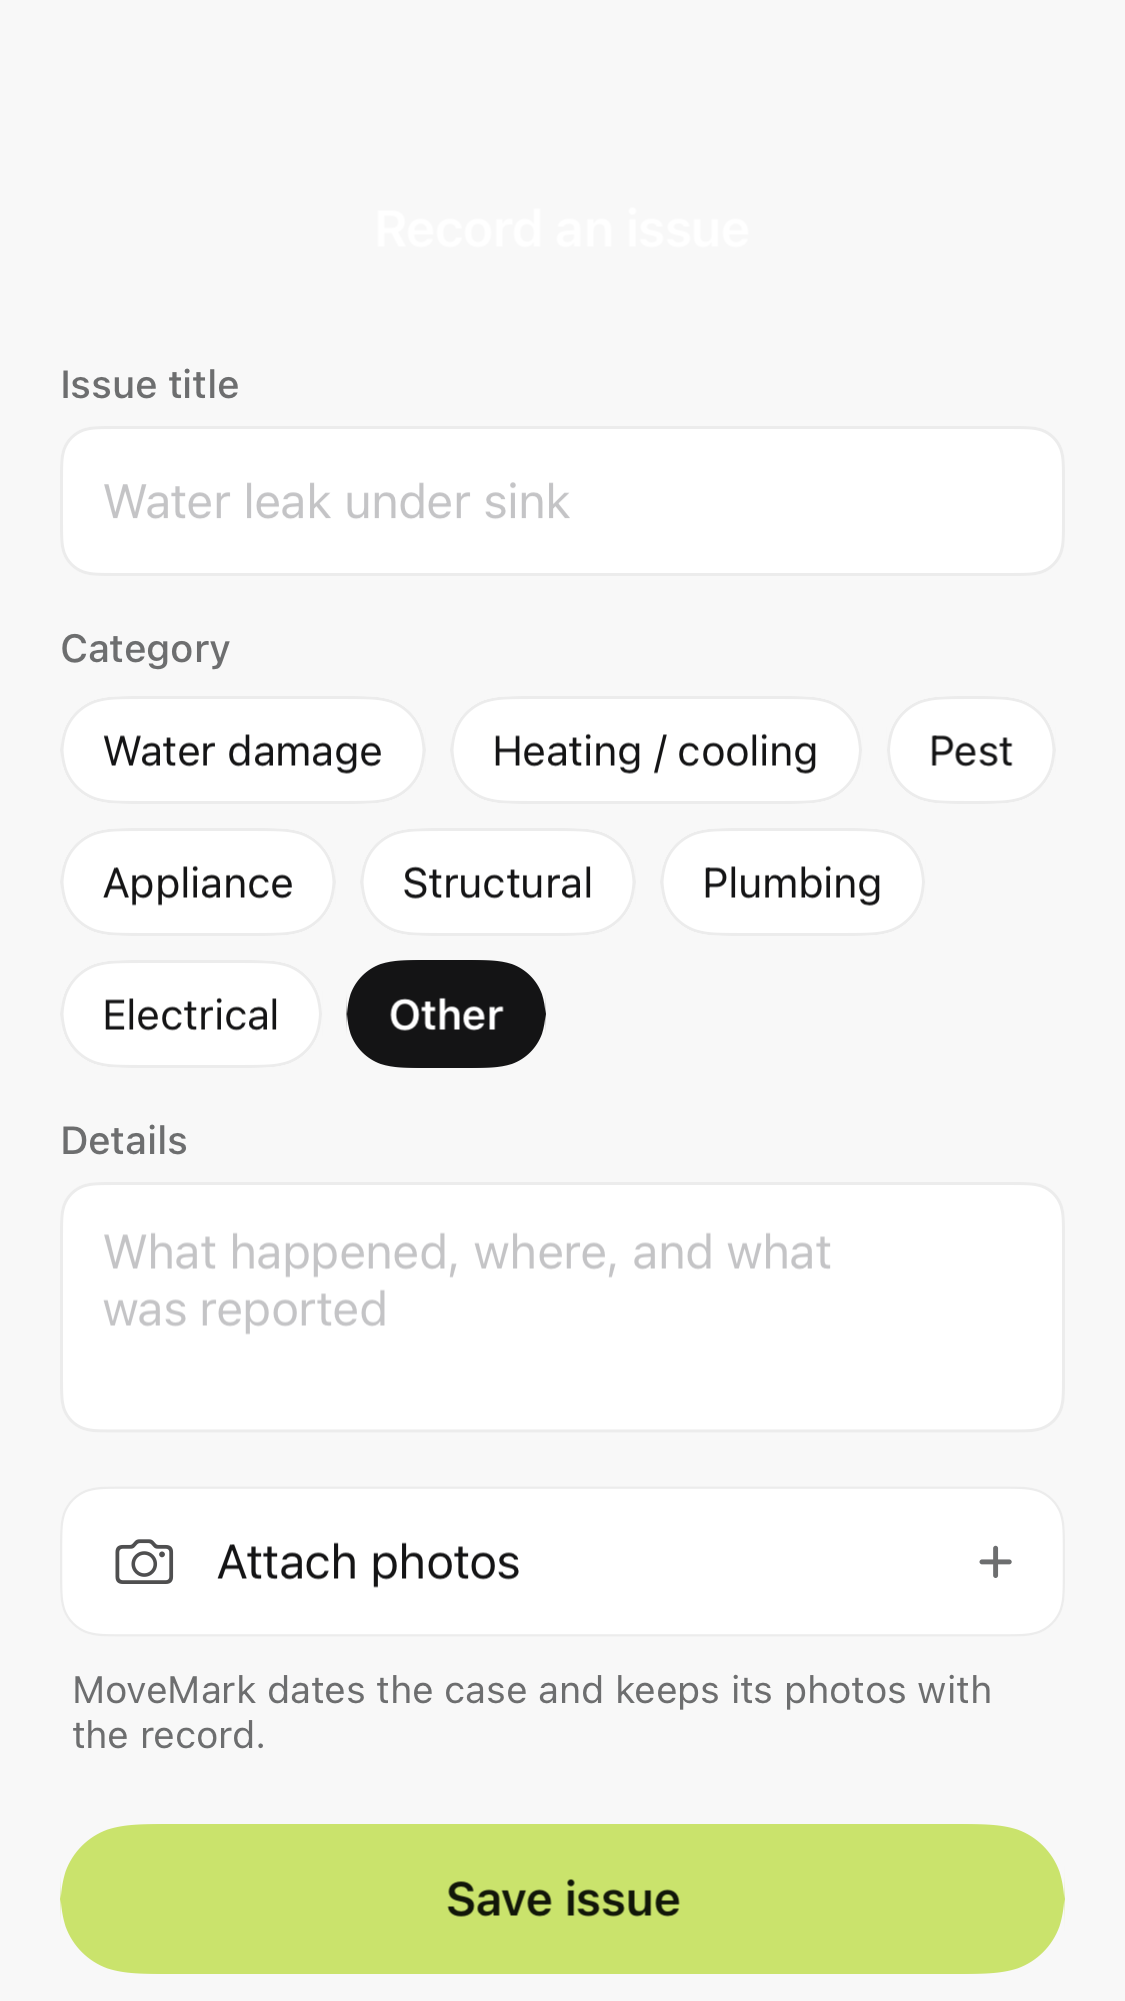 Record an issue
Issue title
Water leak under sink
Category
Water damage
Heating / cooling
Pest
Appliance
Structural
Plumbing
Electrical
Other
Details
What happened, where, and what
was reported
Attach photos
MoveMark dates the case and keeps its photos with
the record.
Save issue